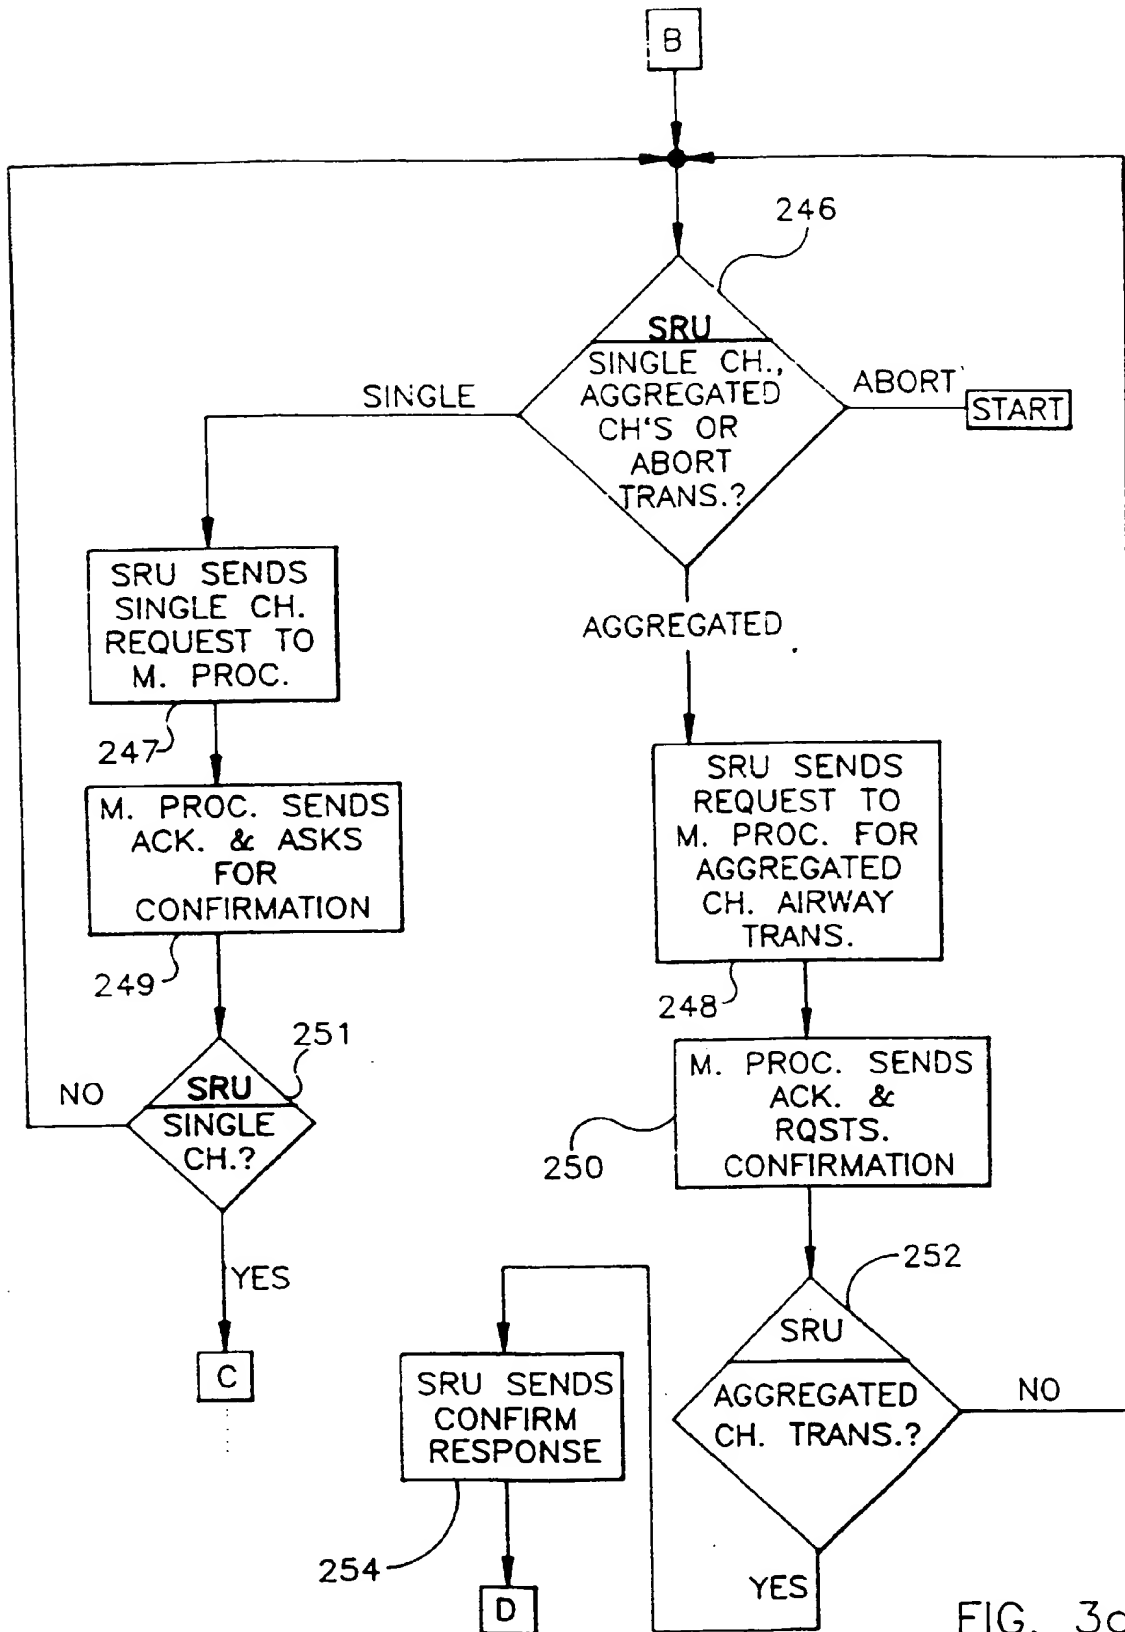 B
246
SRU
SINGLE CH.,
AGGREGATED
CH'S OR
ABORT
TRANS.?
SINGLE
ABORT
START
SRU SENDS
SINGLE CH.
REQUEST TO
M. PROC.
247
AGGREGATED
M. PROC. SENDS
ACK. & ASKS
FOR
CONFIRMATION
249
SRU SENDS
REQUEST TO
M. PROC. FOR
AGGREGATED
CH. AIRWAY
TRANS.
248
251
SRU
SINGLE
CH.?
NO
YES
C
M. PROC. SENDS
ACK. &
RQSTS.
CONFIRMATION
250
252
SRU
AGGREGATED
CH. TRANS.?
NO
YES
SRU SENDS
CONFIRM
RESPONSE
254
D
FIG.